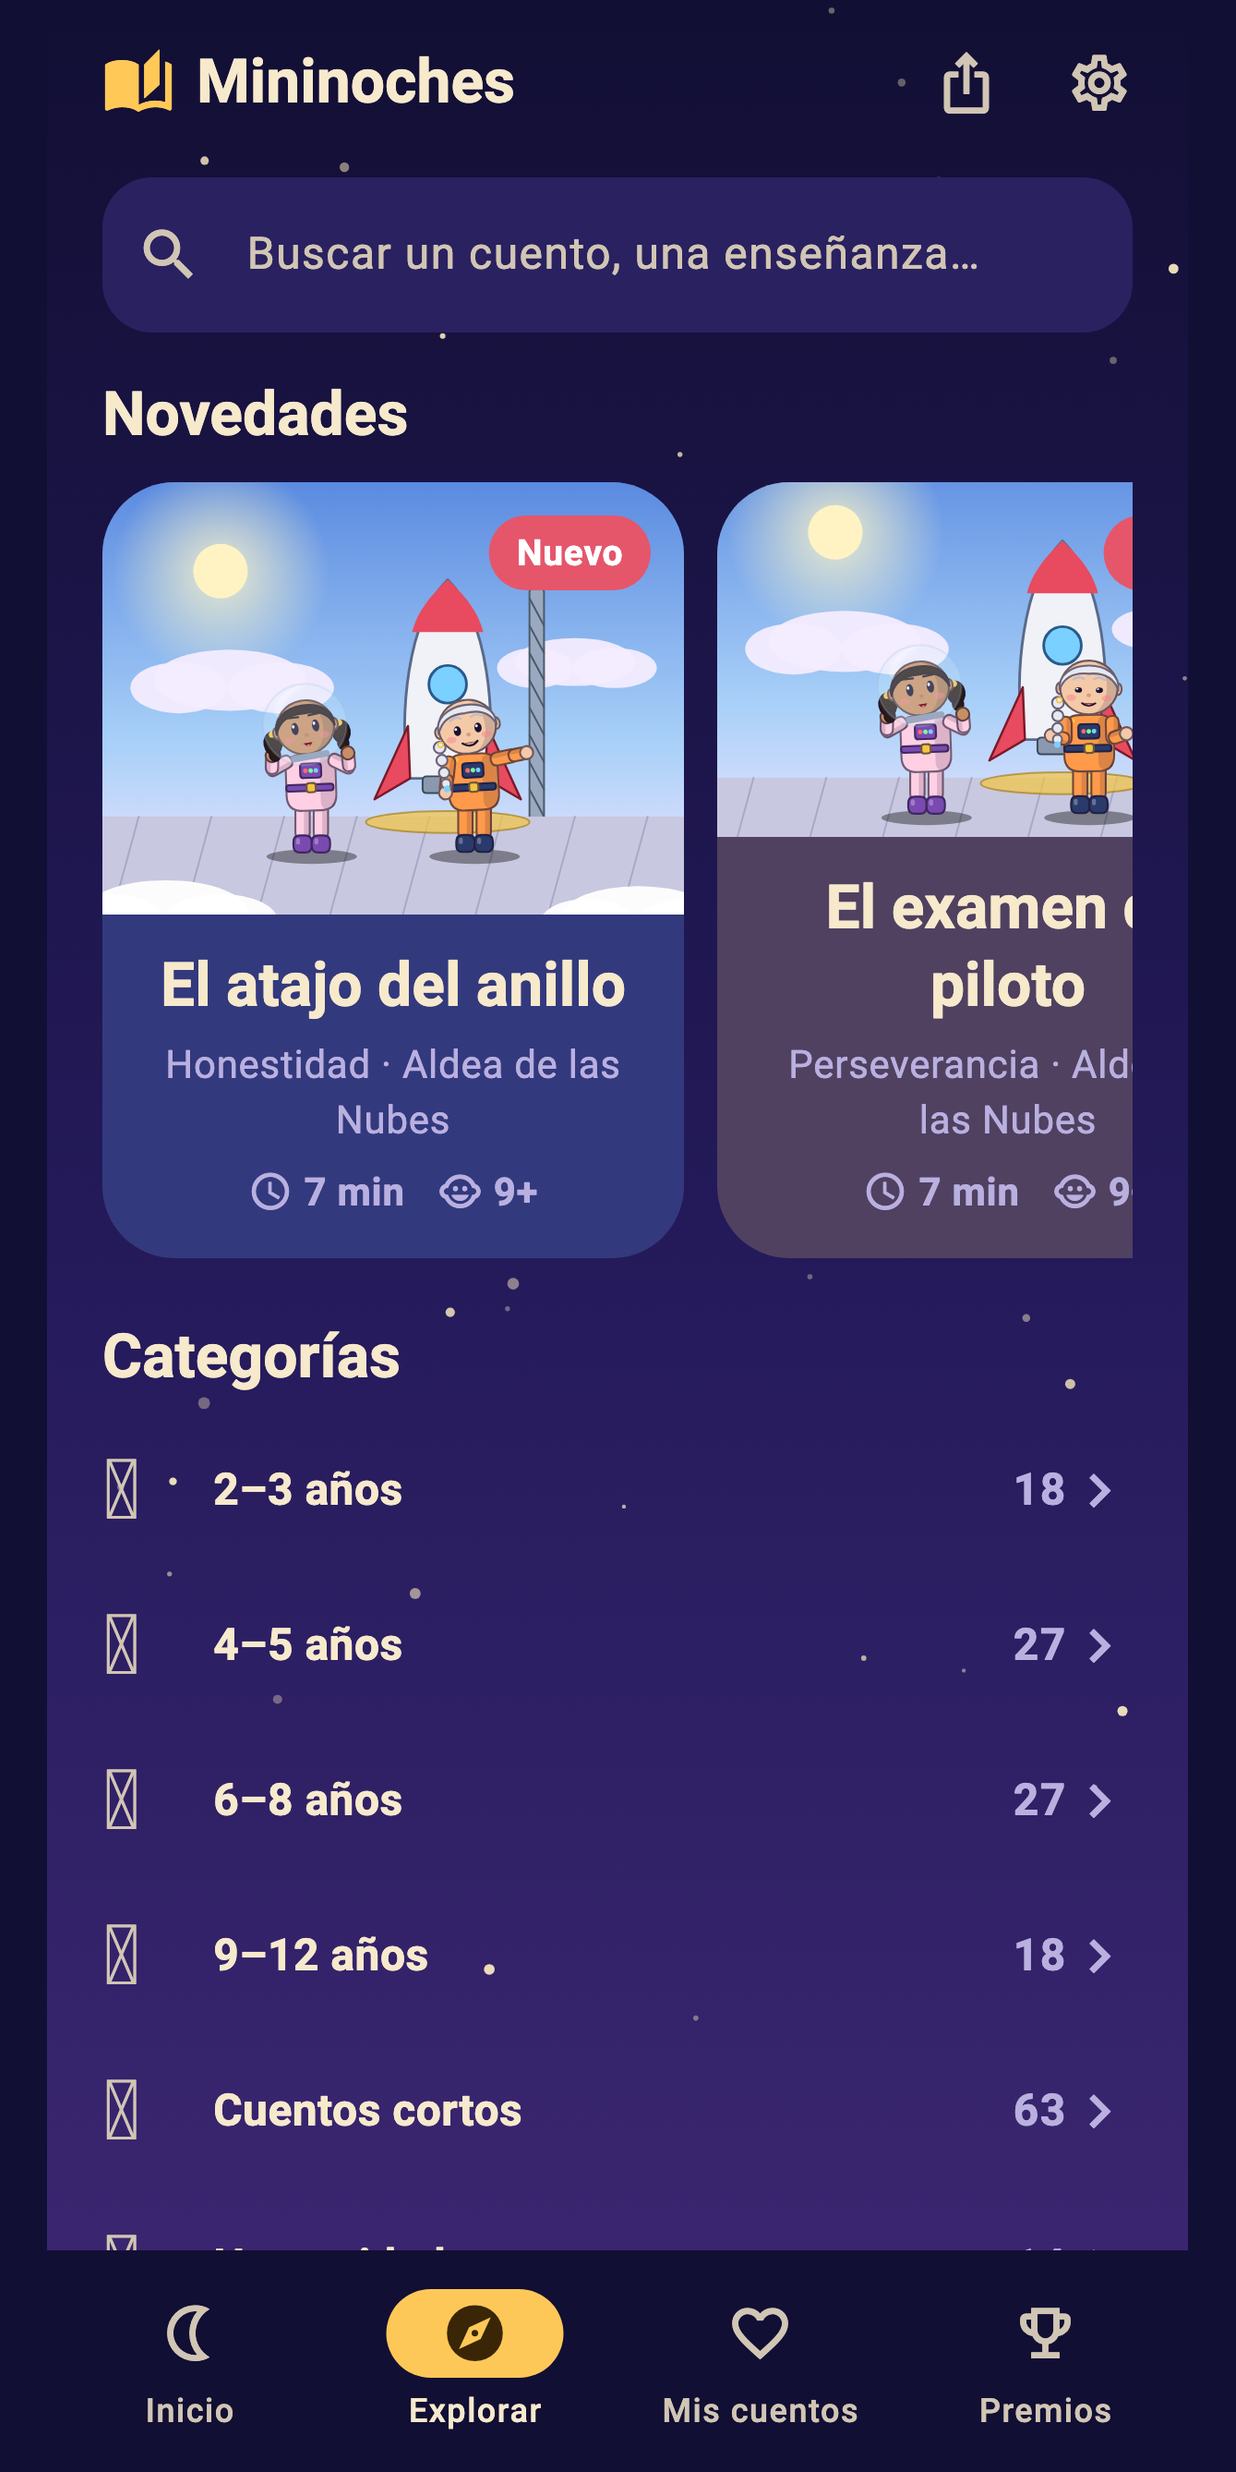 Mininoches
Buscar un cuento, una enseñanza…
Novedades
Nuevo
El atajo del anillo
Honestidad · Aldea de las
Nubes
7 min 9+
El examen
piloto
Perseverancia ·
las Nubes
7 min
Categorías
2–3 años 18
4–5 años 27
6–8 años 27
9–12 años 18
Cuentos cortos 63
Inicio
Explorar
Mis cuentos
Premios